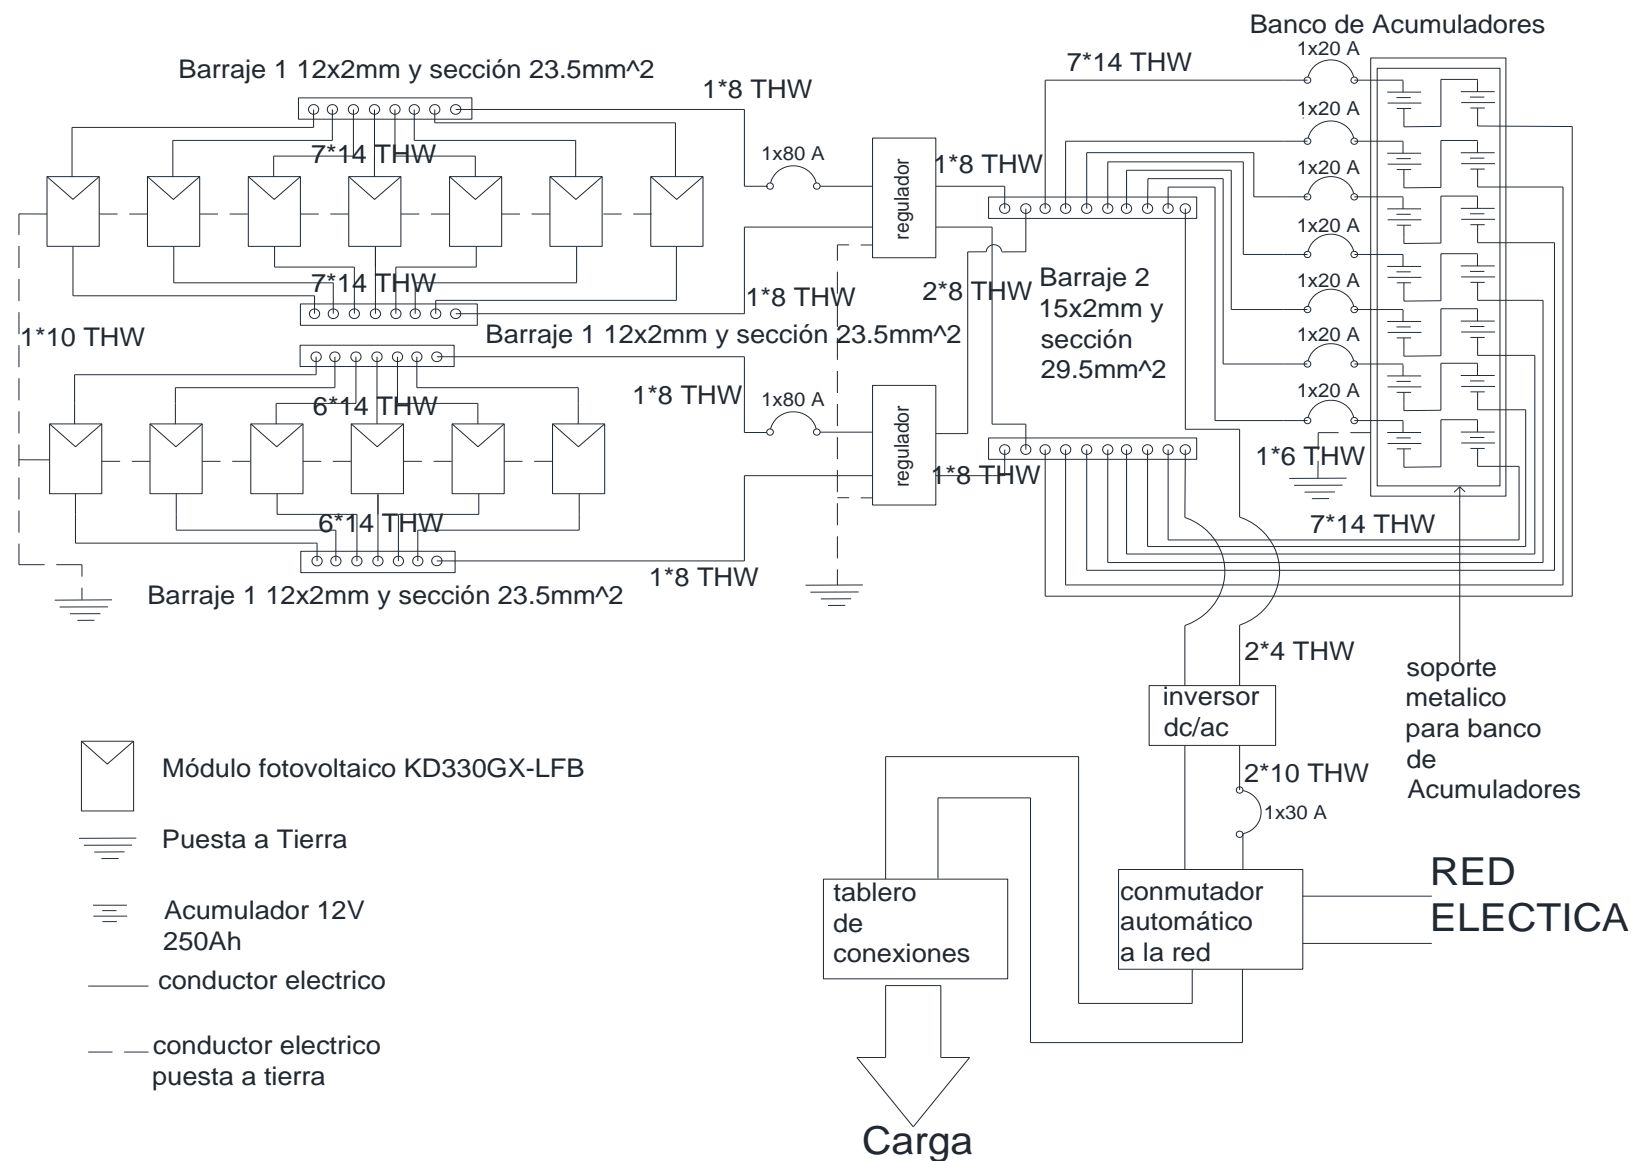 Banco de Acumuladores
1x20 A
7*14 THW
Barraje 1 12x2mm y sección 23.5mm^2
1*8 THW
1x20 A
7*14 THW
1x80 A
regulador
1*8 THW
1x20 A
1x20 A
7*14 THW
1*8 THW
2*8 THW
Barraje 2
15x2mm y
sección
29.5mm^2
1x20 A
1*10 THW
Barraje 1 12x2mm y sección 23.5mm^2
1x20 A
1*8 THW
1x80 A
6*14 THW
regulador
1x20 A
1*6 THW
1*8 THW
6*14 THW
7*14 THW
1*8 THW
Barraje 1 12x2mm y sección 23.5mm^2
2*4 THW
soporte
metalico
para banco
de
Acumuladores
inversor
dc/ac
2*10 THW
1x30 A
Módulo fotovoltaico KD330GX-LFB
Puesta a Tierra
Acumulador 12V
250Ah
conductor electrico
conductor electrico
puesta a tierra
tablero
de
conexiones
conmutador
automático
a la red
RED
ELECTICA
Carga